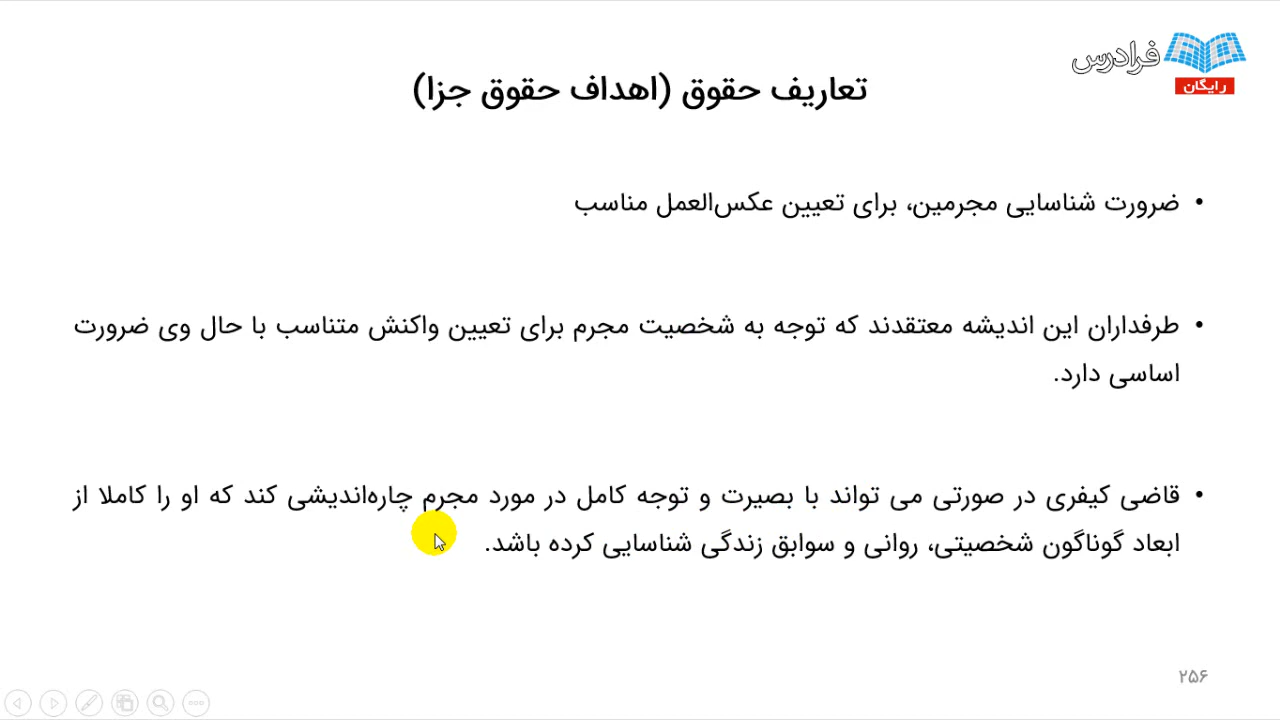 فرادرس
رایگان
تعاریف حقوق (اهداف حقوق جزا)
• ضرورت شناسایی مجرمین، برای تعیین عکس‌العمل مناسب
• طرفداران این اندیشه معتقدند که توجه به شخصیت مجرم برای تعیین واکنش متناسب با حال وی ضرورت
اساسی دارد.
• قاضی کیفری در صورتی می تواند با بصیرت و توجه کامل در مورد مجرم چاره‌اندیشی کند که او را کاملا از
ابعاد گوناگون شخصیتی، روانی و سوابق زندگی شناسایی کرده باشد.
۲۵۶